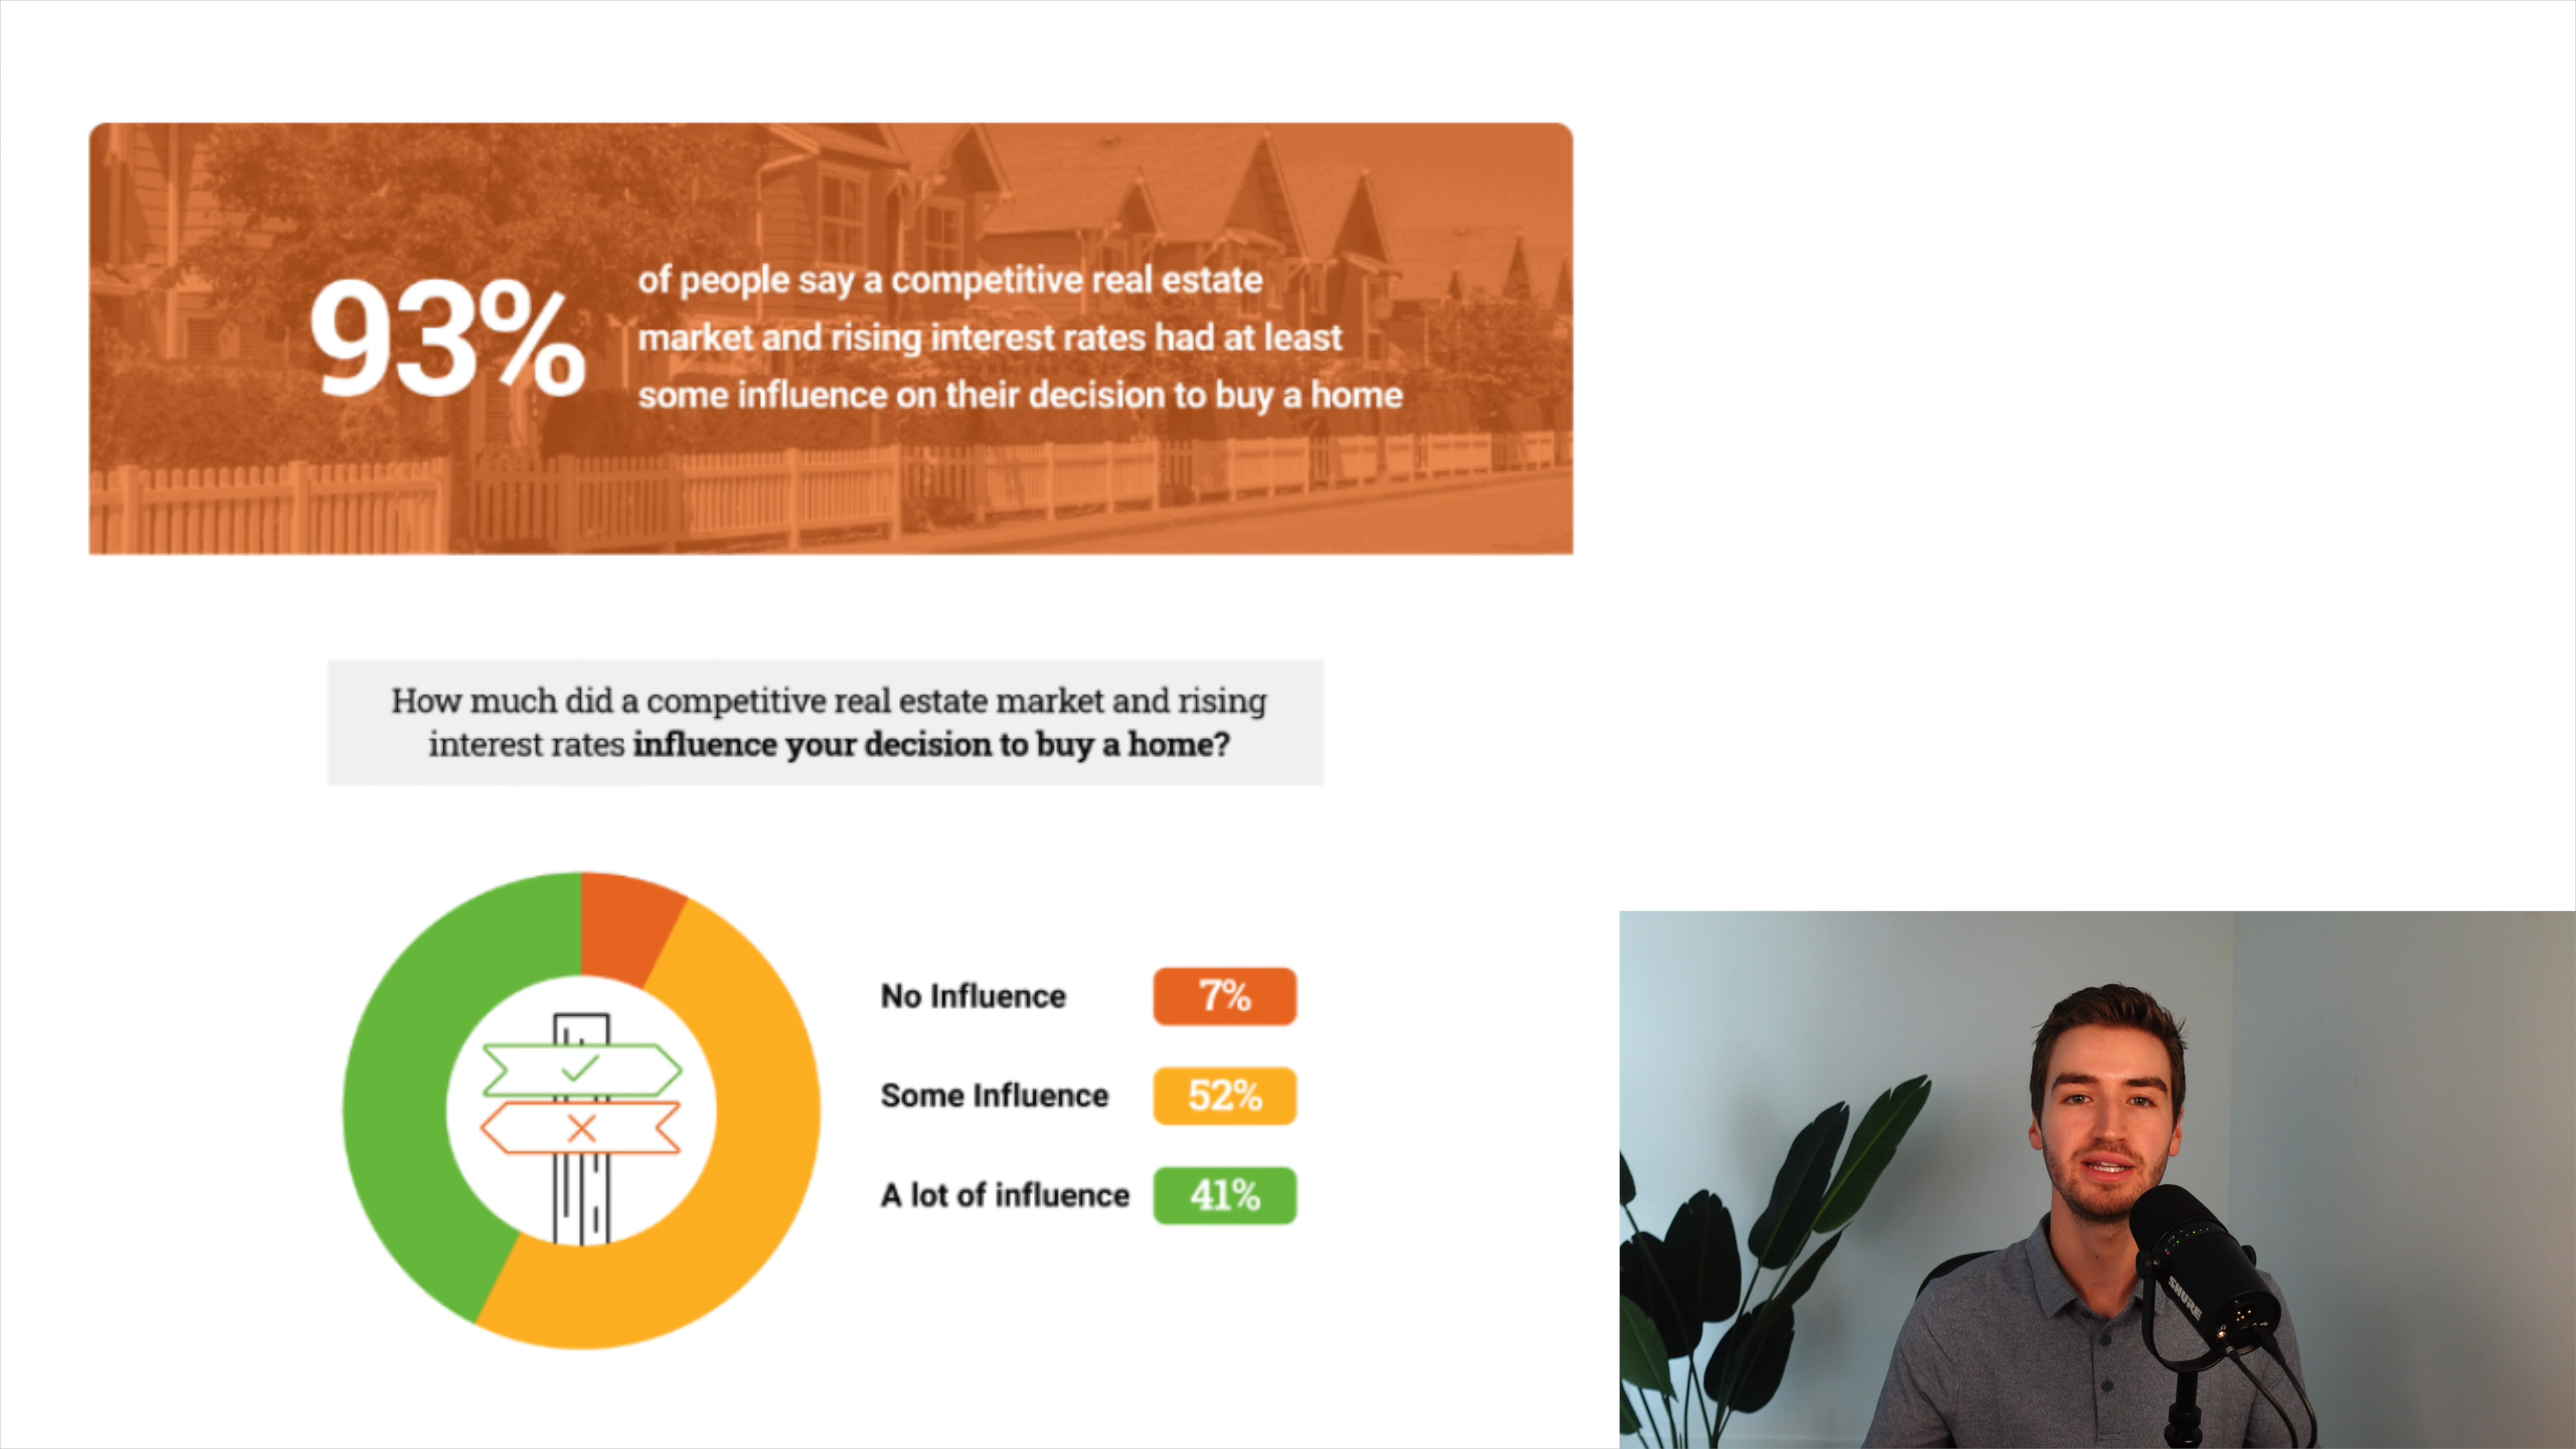 93%
of people say a competitive real estate
market and rising interest rates had at least
some influence on their decision to buy a home
How much did a competitive real estate market and rising
interest rates influence your decision to buy a home?
No Influence 7%
Some Influence 52%
A lot of influence 41%
SHURE